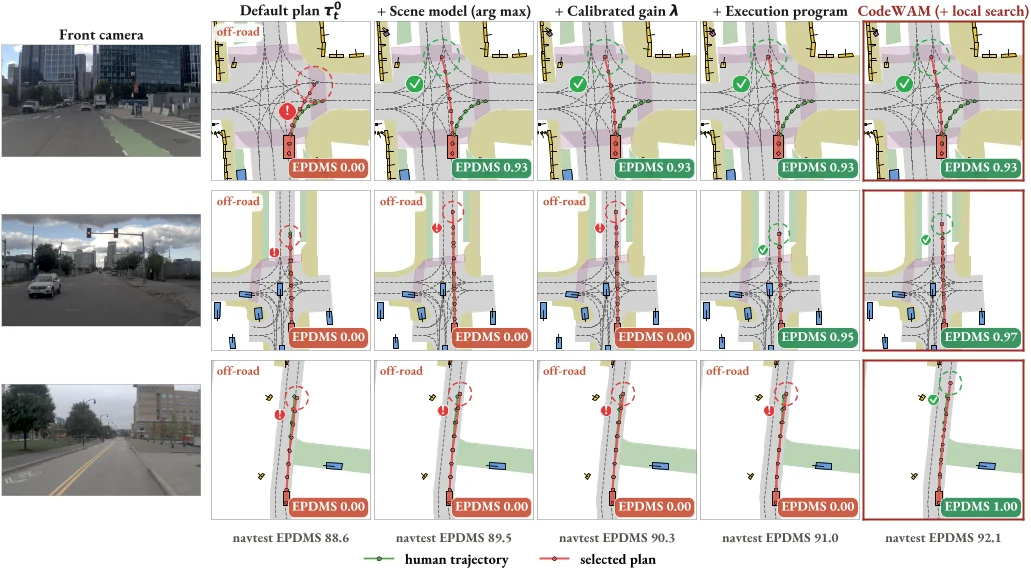 Front camera
Default plan τ_t^0
+ Scene model (arg max)
+ Calibrated gain λ
+ Execution program
CodeWAM (+ local search)
off-road
EPDMS 0.00
EPDMS 0.93
EPDMS 0.93
EPDMS 0.93
EPDMS 0.93
off-road
off-road
off-road
EPDMS 0.00
EPDMS 0.00
EPDMS 0.00
EPDMS 0.95
EPDMS 0.97
off-road
off-road
off-road
off-road
EPDMS 0.00
EPDMS 0.00
EPDMS 0.00
EPDMS 0.00
EPDMS 1.00
navtest EPDMS 88.6
navtest EPDMS 89.5
navtest EPDMS 90.3
navtest EPDMS 91.0
navtest EPDMS 92.1
human trajectory
selected plan